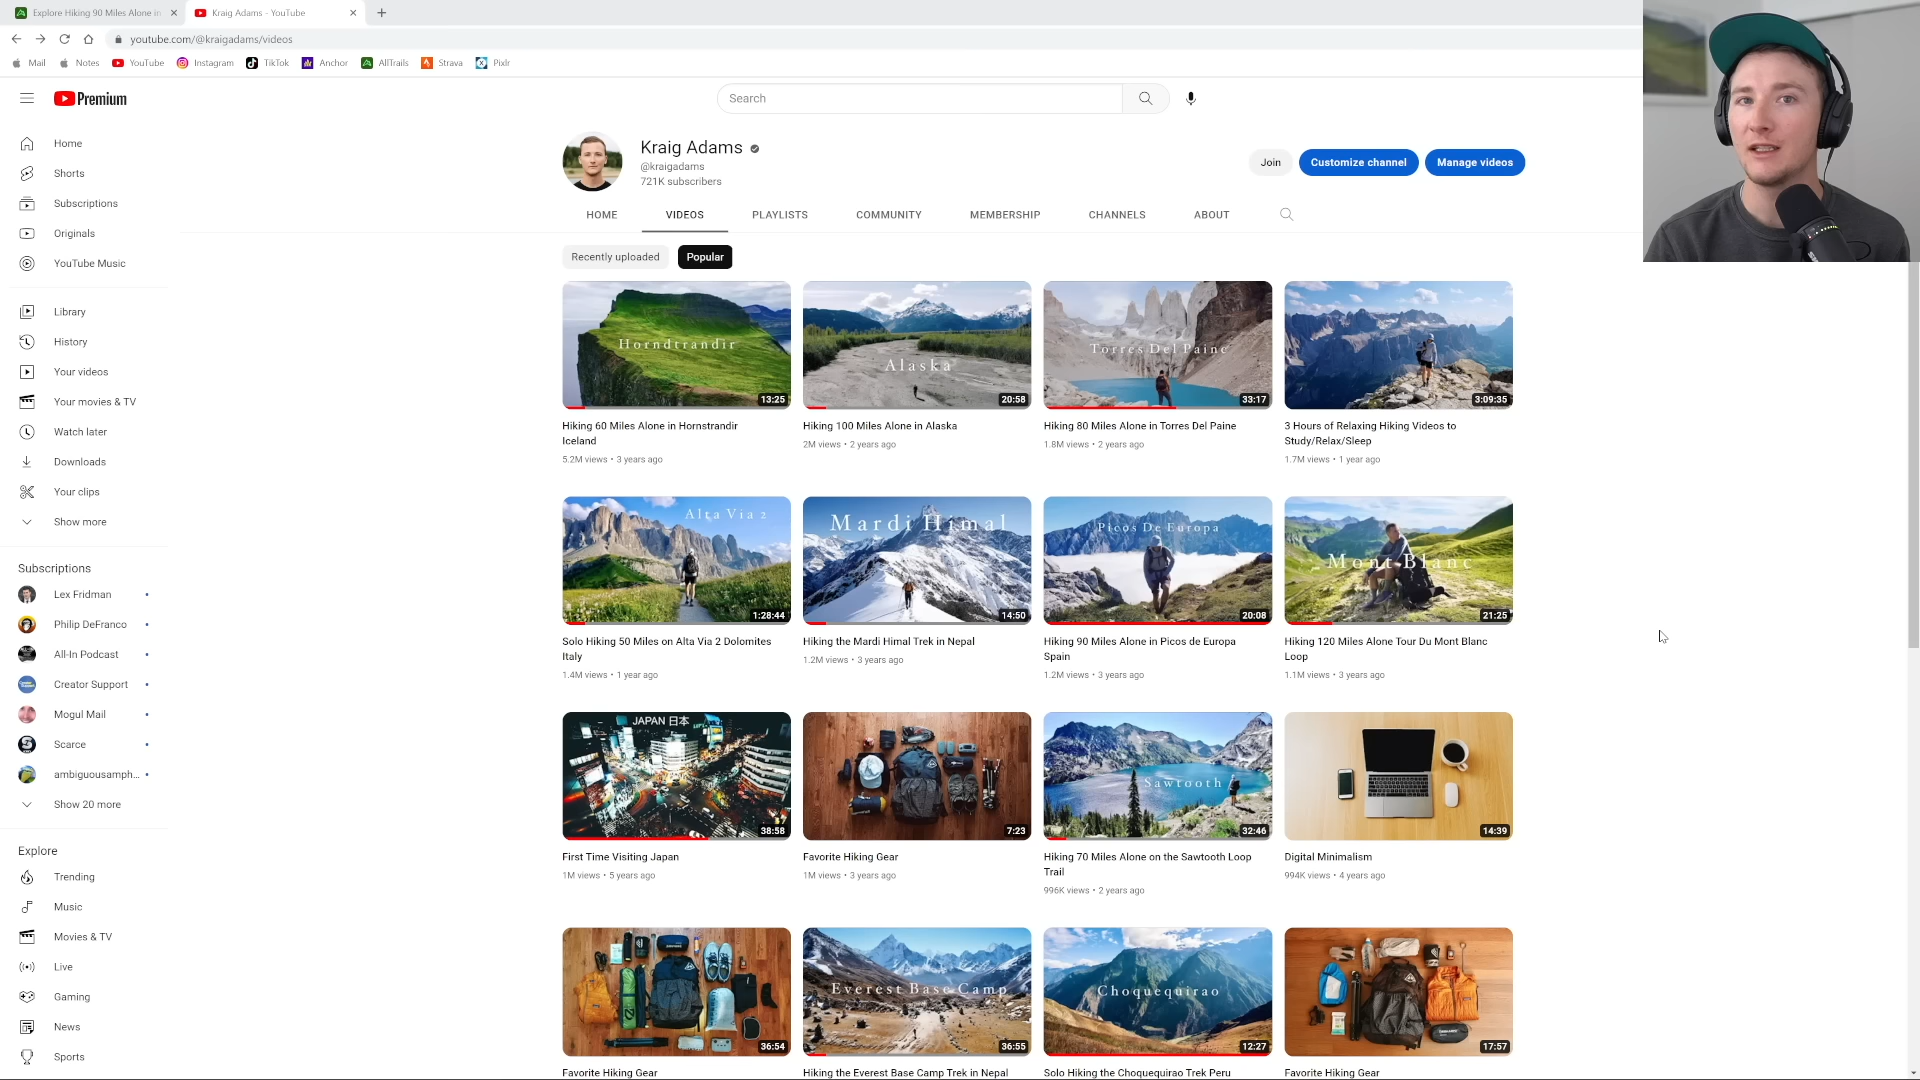 Explore Hiking 90 Miles Alone in
Kraig Adams - YouTube
youtube.com/@kraigadams/videos
Mail
Notes
YouTube
Instagram
TikTok
Anchor
AllTrails
Strava
Pixlr
Premium
Search
Home
Shorts
Subscriptions
Originals
YouTube Music
Library
History
Your videos
Your movies & TV
Watch later
Downloads
Your clips
Show more
Subscriptions
Lex Fridman
Philip DeFranco
All-In Podcast
Creator Support
Mogul Mail
Scarce
ambiguousamph...
Show 20 more
Explore
Trending
Music
Movies & TV
Live
Gaming
News
Sports
Kraig Adams
@kraigadams
721K subscribers
Join
Customize channel
Manage videos
HOME
VIDEOS
PLAYLISTS
COMMUNITY
MEMBERSHIP
CHANNELS
ABOUT
Recently uploaded
Popular
Horndtrandir
13:25
Hiking 60 Miles Alone in Hornstrandir
Iceland
5.2M views • 3 years ago
Alaska
20:58
Hiking 100 Miles Alone in Alaska
2M views • 2 years ago
Torres Del Paine
33:17
Hiking 80 Miles Alone in Torres Del Paine
1.8M views • 2 years ago
3:09:35
3 Hours of Relaxing Hiking Videos to
Study/Relax/Sleep
1.7M views • 1 year ago
Alta Via 2
1:28:44
Solo Hiking 50 Miles on Alta Via 2 Dolomites
Italy
1.4M views • 1 year ago
Mardi Himal
14:50
Hiking the Mardi Himal Trek in Nepal
1.2M views • 3 years ago
Picos De Europa
20:08
Hiking 90 Miles Alone in Picos de Europa
Spain
1.2M views • 3 years ago
Mont Blanc
21:25
Hiking 120 Miles Alone Tour Du Mont Blanc
Loop
1.1M views • 3 years ago
JAPAN 日本
38:58
First Time Visiting Japan
1M views • 5 years ago
7:23
Favorite Hiking Gear
1M views • 3 years ago
Sawtooth
32:46
Hiking 70 Miles Alone on the Sawtooth Loop
Trail
996K views • 2 years ago
14:39
Digital Minimalism
994K views • 4 years ago
36:54
Favorite Hiking Gear
Everest Base Camp
36:55
Hiking the Everest Base Camp Trek in Nepal
Choquequirao
12:27
Solo Hiking the Choquequirao Trek Peru
17:57
Favorite Hiking Gear